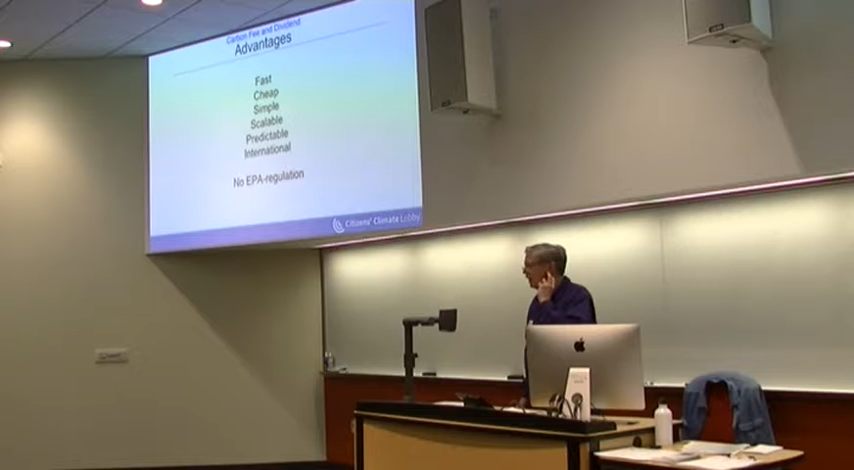 Carbon Fee and Dividend
Advantages
Fast
Cheap
Simple
Scalable
Predictable
International
No EPA-regulation
Citizens' Climate Lobby